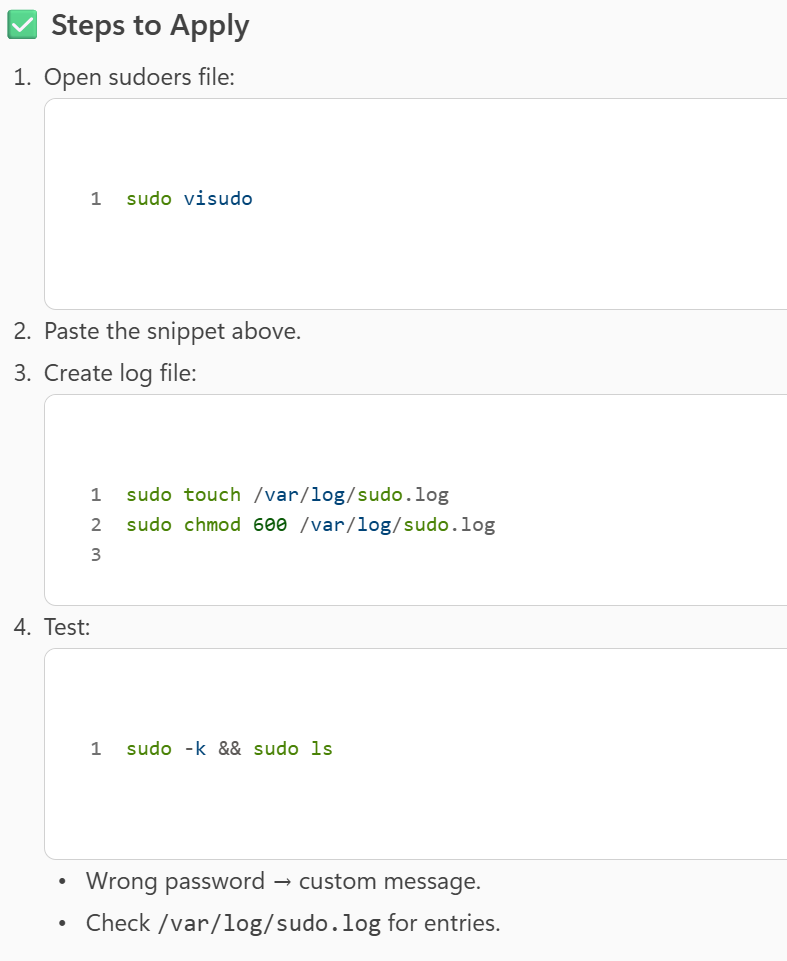 ✅ Steps to Apply
1. Open sudoers file:
1 sudo visudo
2. Paste the snippet above.
3. Create log file:
1 sudo touch /var/log/sudo.log
2 sudo chmod 600 /var/log/sudo.log
3
4. Test:
1 sudo -k && sudo ls
• Wrong password → custom message.
• Check /var/log/sudo.log for entries.